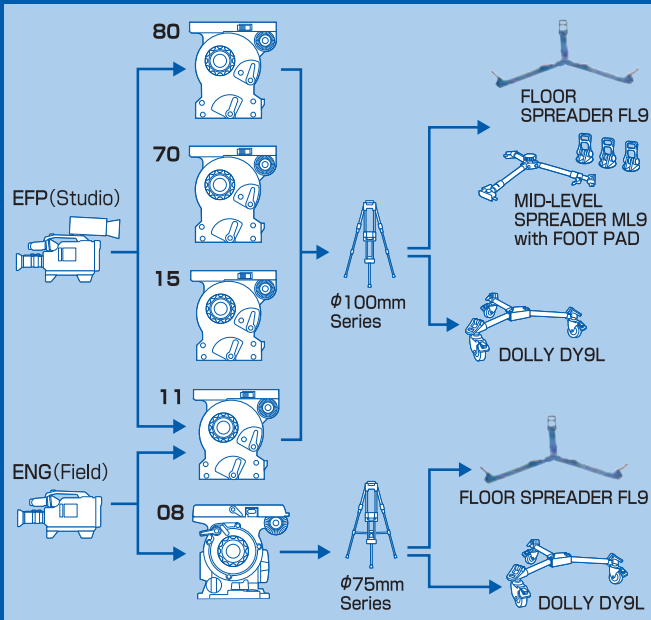 80
FLOOR
SPREADER FL9
70
EFP(Studio)
MID-LEVEL
SPREADER ML9
with FOOT PAD
15
φ100mm
Series
DOLLY DY9L
11
ENG(Field)
FLOOR SPREADER FL9
08
φ75mm
Series
DOLLY DY9L